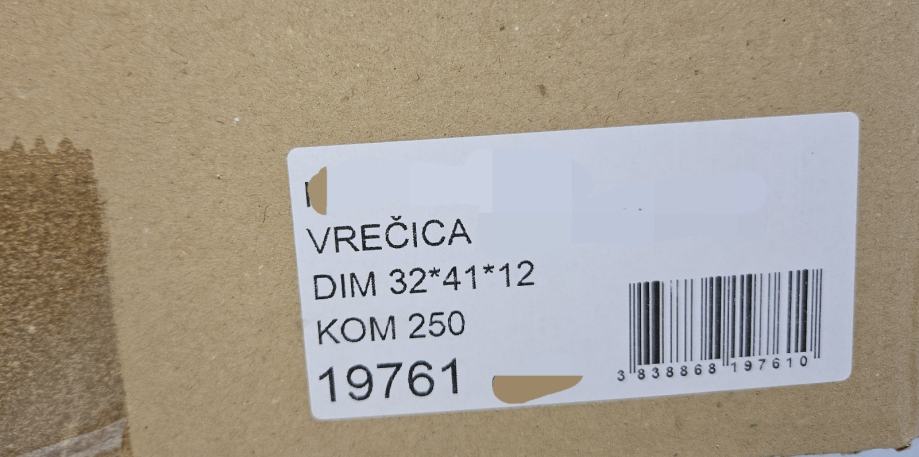 VREČICA
DIM 32*41*12
KOM 250
19761
3 838868 197610